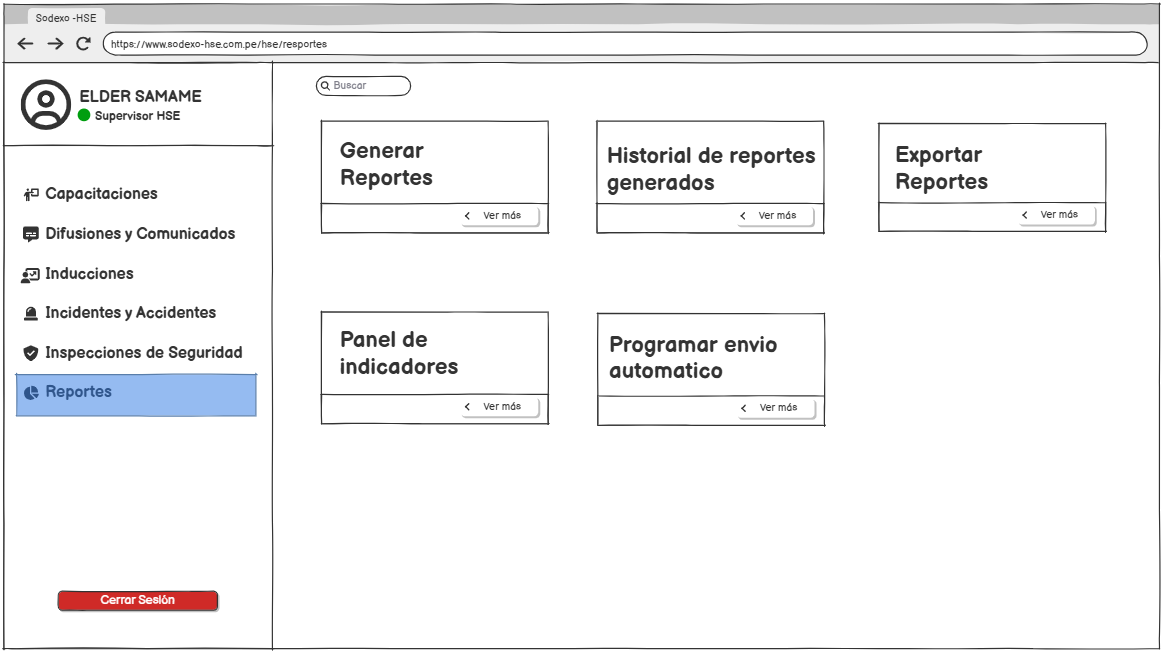 Sodexo -HSE
https://www.sodexo-hse.com.pe/hse/resportes
ELDER SAMAME
Supervisor HSE
Capacitaciones
Difusiones y Comunicados
Inducciones
Incidentes y Accidentes
Inspecciones de Seguridad
Reportes
Cerrar Sesión
Buscar
Generar
Reportes
Ver más
Historial de reportes
generados
Ver más
Exportar
Reportes
Ver más
Panel de
indicadores
Ver más
Programar envio
automatico
Ver más